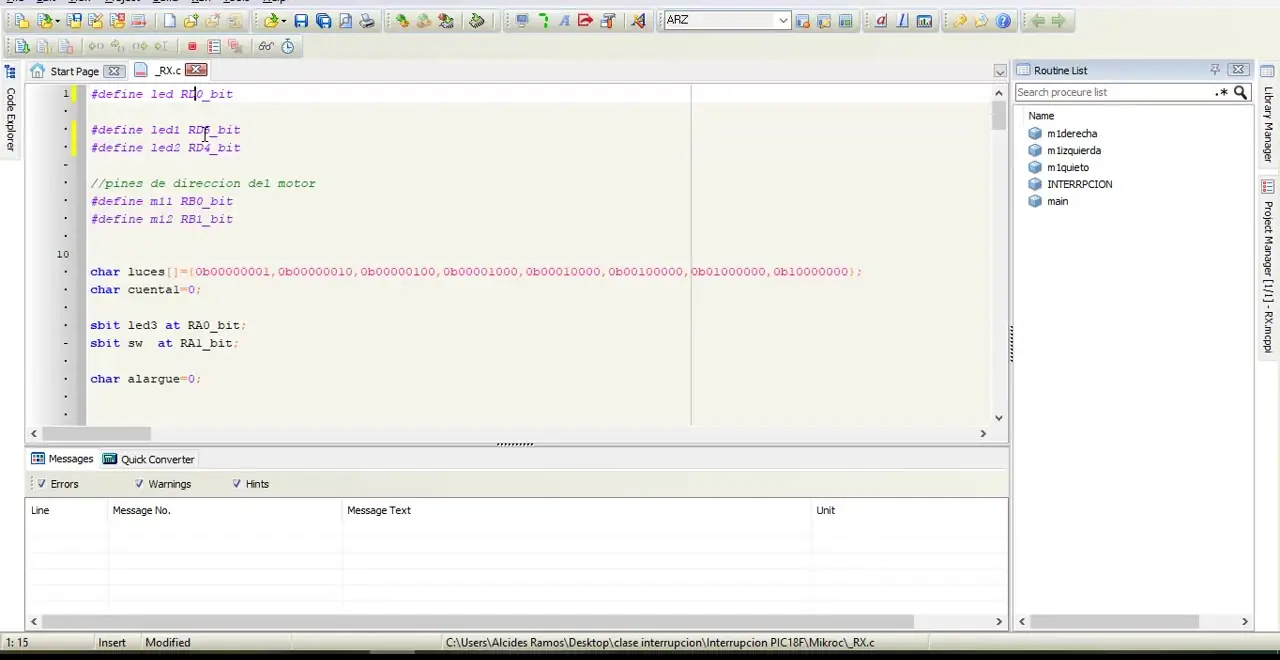 ARZ
Start Page
_RX.c
Code Explorer
1
#define led RD0_bit
#define led1 RD5_bit
#define led2 RD4_bit
//pines de direccion del motor
#define m11 RB0_bit
#define m12 RB1_bit
10
char luces[]={0b00000001,0b00000010,0b00000100,0b00001000,0b00010000,0b00100000,0b01000000,0b10000000};
char cuental=0;
sbit led3 at RA0_bit;
sbit sw  at RA1_bit;
char alargue=0;
Routine List
Search proceure list
.*
Name
m1derecha
m1izquierda
m1quieto
INTERRPCION
main
Library Manager
Project Manager [1/1] - RX.mcppi
Messages
Quick Converter
Errors
Warnings
Hints
Line
Message No.
Message Text
Unit
1: 15
Insert
Modified
C:\Users\Alcides Ramos\Desktop\clase interrupcion\Interrupcion PIC18F\Mikroc\_RX.c